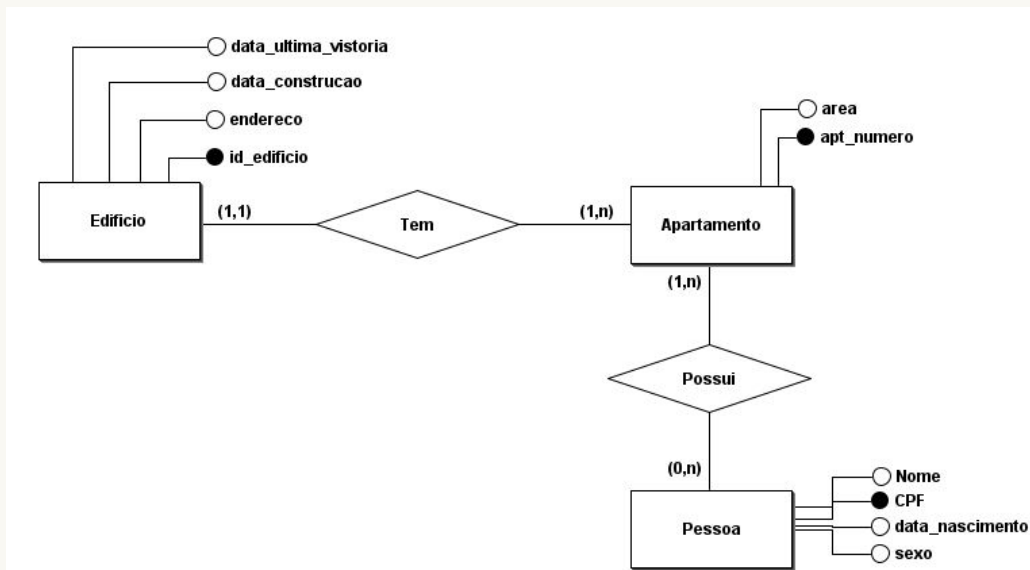 data_ultima_vistoria
data_construcao
endereco
id_edificio
Edificio
(1,1)
Tem
(1,n)
area
apt_numero
Apartamento
(1,n)
Possui
(0,n)
Pessoa
Nome
CPF
data_nascimento
sexo